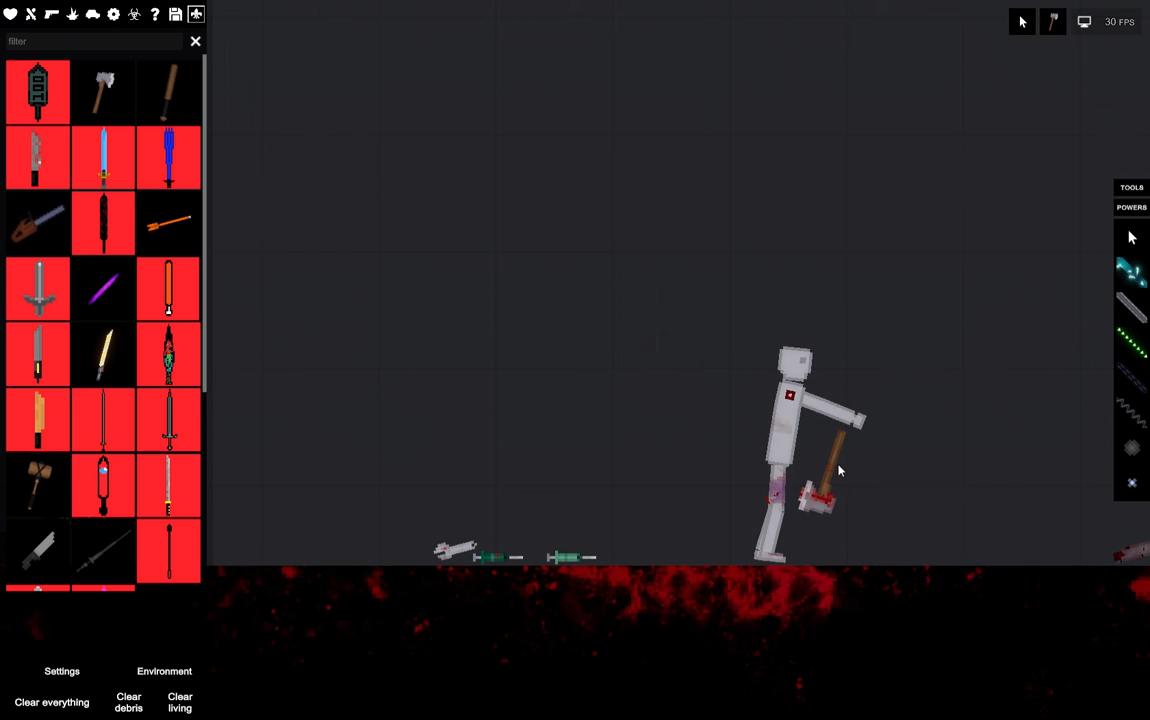 filter
30 FPS
TOOLS
POWERS
Settings
Environment
Clear everything
Clear
debris
Clear
living